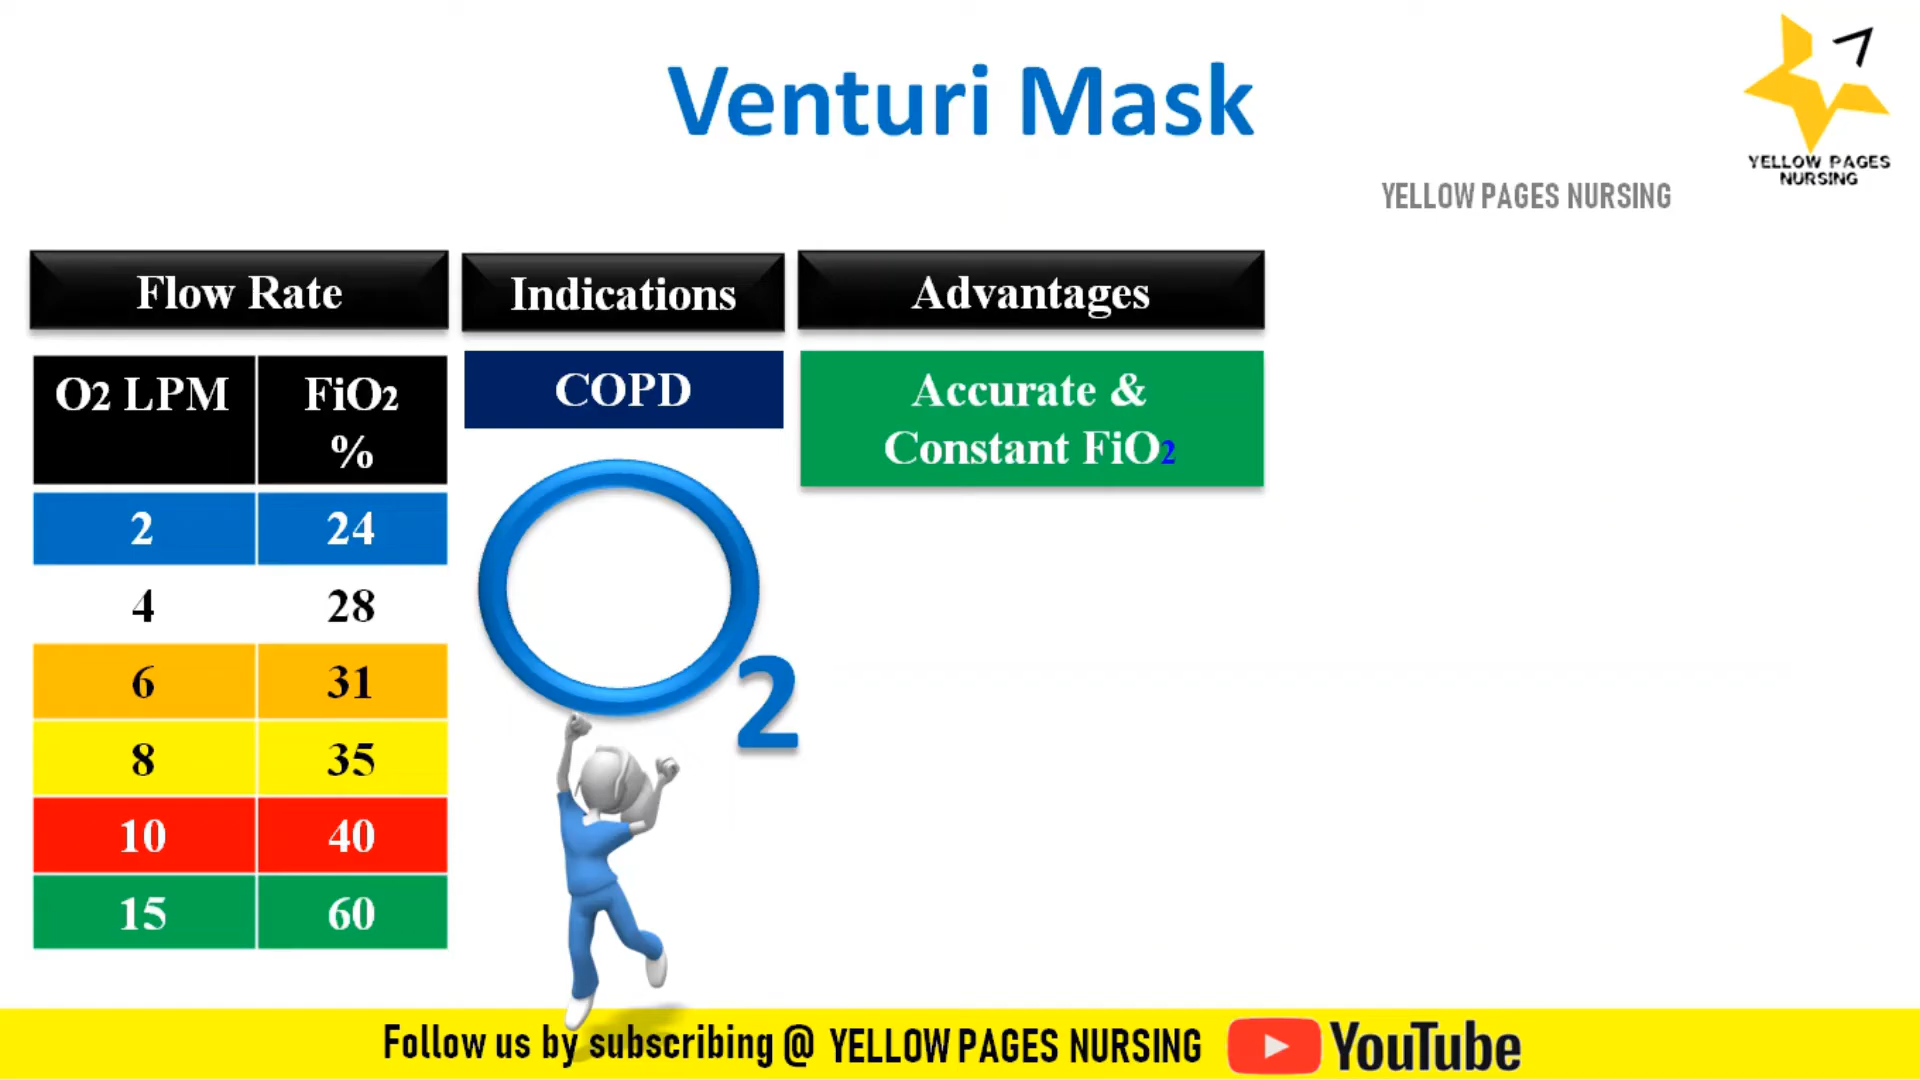 Venturi Mask
YELLOW PAGES
NURSING
YELLOW PAGES NURSING
Flow Rate
Indications
Advantages
O2 LPM
FiO2
%
COPD
Accurate &
Constant FiO2
2
24
4
28
6
31
8
35
10
40
15
60
O2
Follow us by subscribing @ YELLOW PAGES NURSING
YouTube